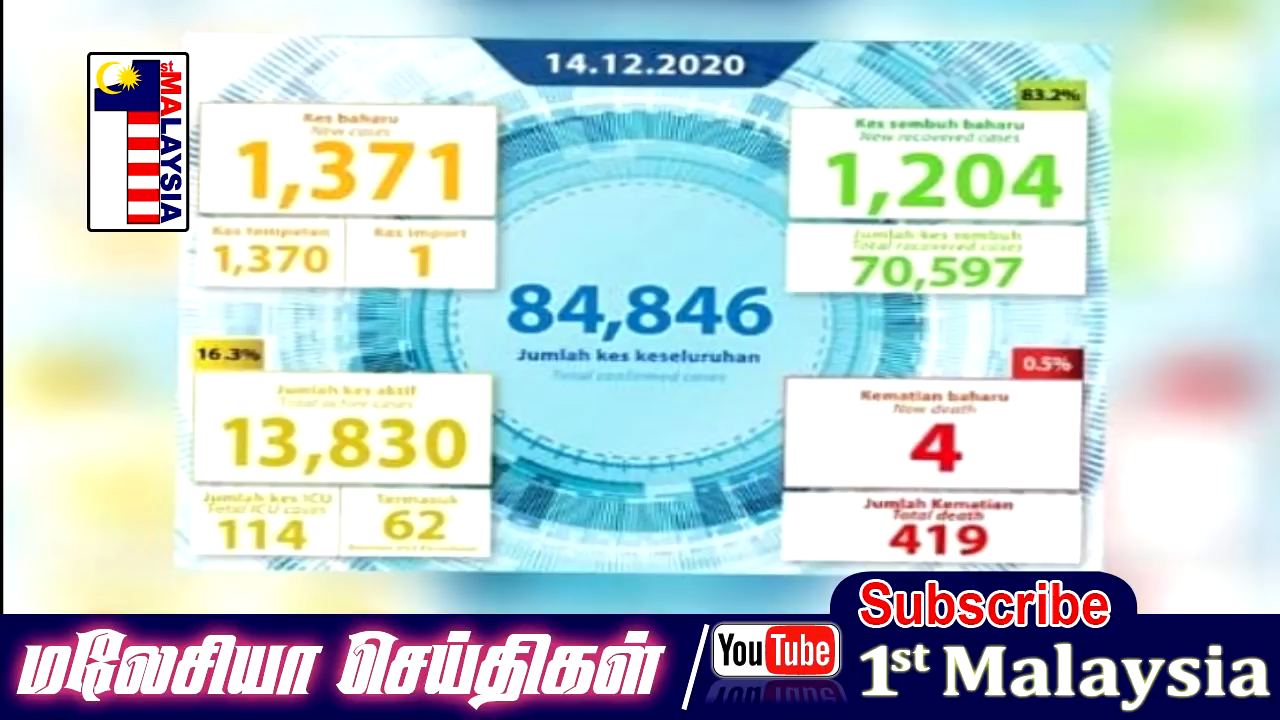 14.12.2020
1st MALAYSIA
83.2%
Kes baharu
New cases
1,371
Kes tempatan
1,370
Kes import
1
Kes sembuh baharu
New recovered cases
1,204
Jumlah kes sembuh
Total recovered cases
70,597
84,846
Jumlah kes keseluruhan
Total confirmed cases
16.3%
Jumlah kes aktif
Total active cases
13,830
Jumlah kes ICU
Total ICU cases
114
Termasuk
62
0.5%
Kematian baharu
New death
4
Jumlah Kematian
Total death
419
Subscribe
மலேசியா செய்திகள் / YouTube 1st Malaysia